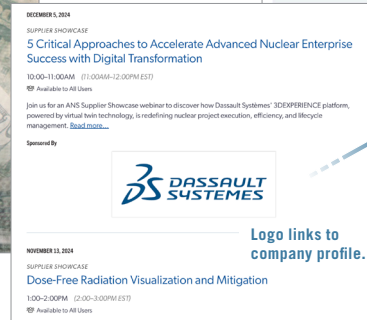 DECEMBER 5, 2024
SUPPLIER SHOWCASE
5 Critical Approaches to Accelerate Advanced Nuclear Enterprise
Success with Digital Transformation
10:00–11:00AM (11:00AM–12:00PM EST)
Available to All Users
Join us for an ANS Supplier Showcase webinar to discover how Dassault Systèmes' 3DEXPERIENCE platform,
powered by virtual twin technology, is redefining nuclear project execution, efficiency, and lifecycle
management. Read more...
Sponsored By
DASSAULT
SYSTEMES
Logo links to
company profile.
NOVEMBER 13, 2024
SUPPLIER SHOWCASE
Dose-Free Radiation Visualization and Mitigation
1:00–2:00PM (2:00–3:00PM EST)
Available to All Users